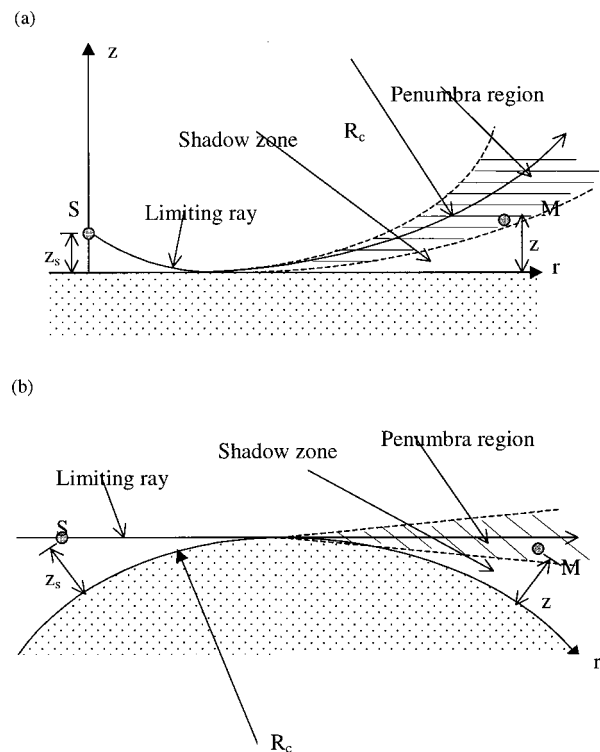 (a)
z
Penumbra region
R_c
Shadow zone
S
Limiting ray
M
z_s
z
r
(b)
Penumbra region
Shadow zone
Limiting ray
S
M
z_s
z
r
R_c